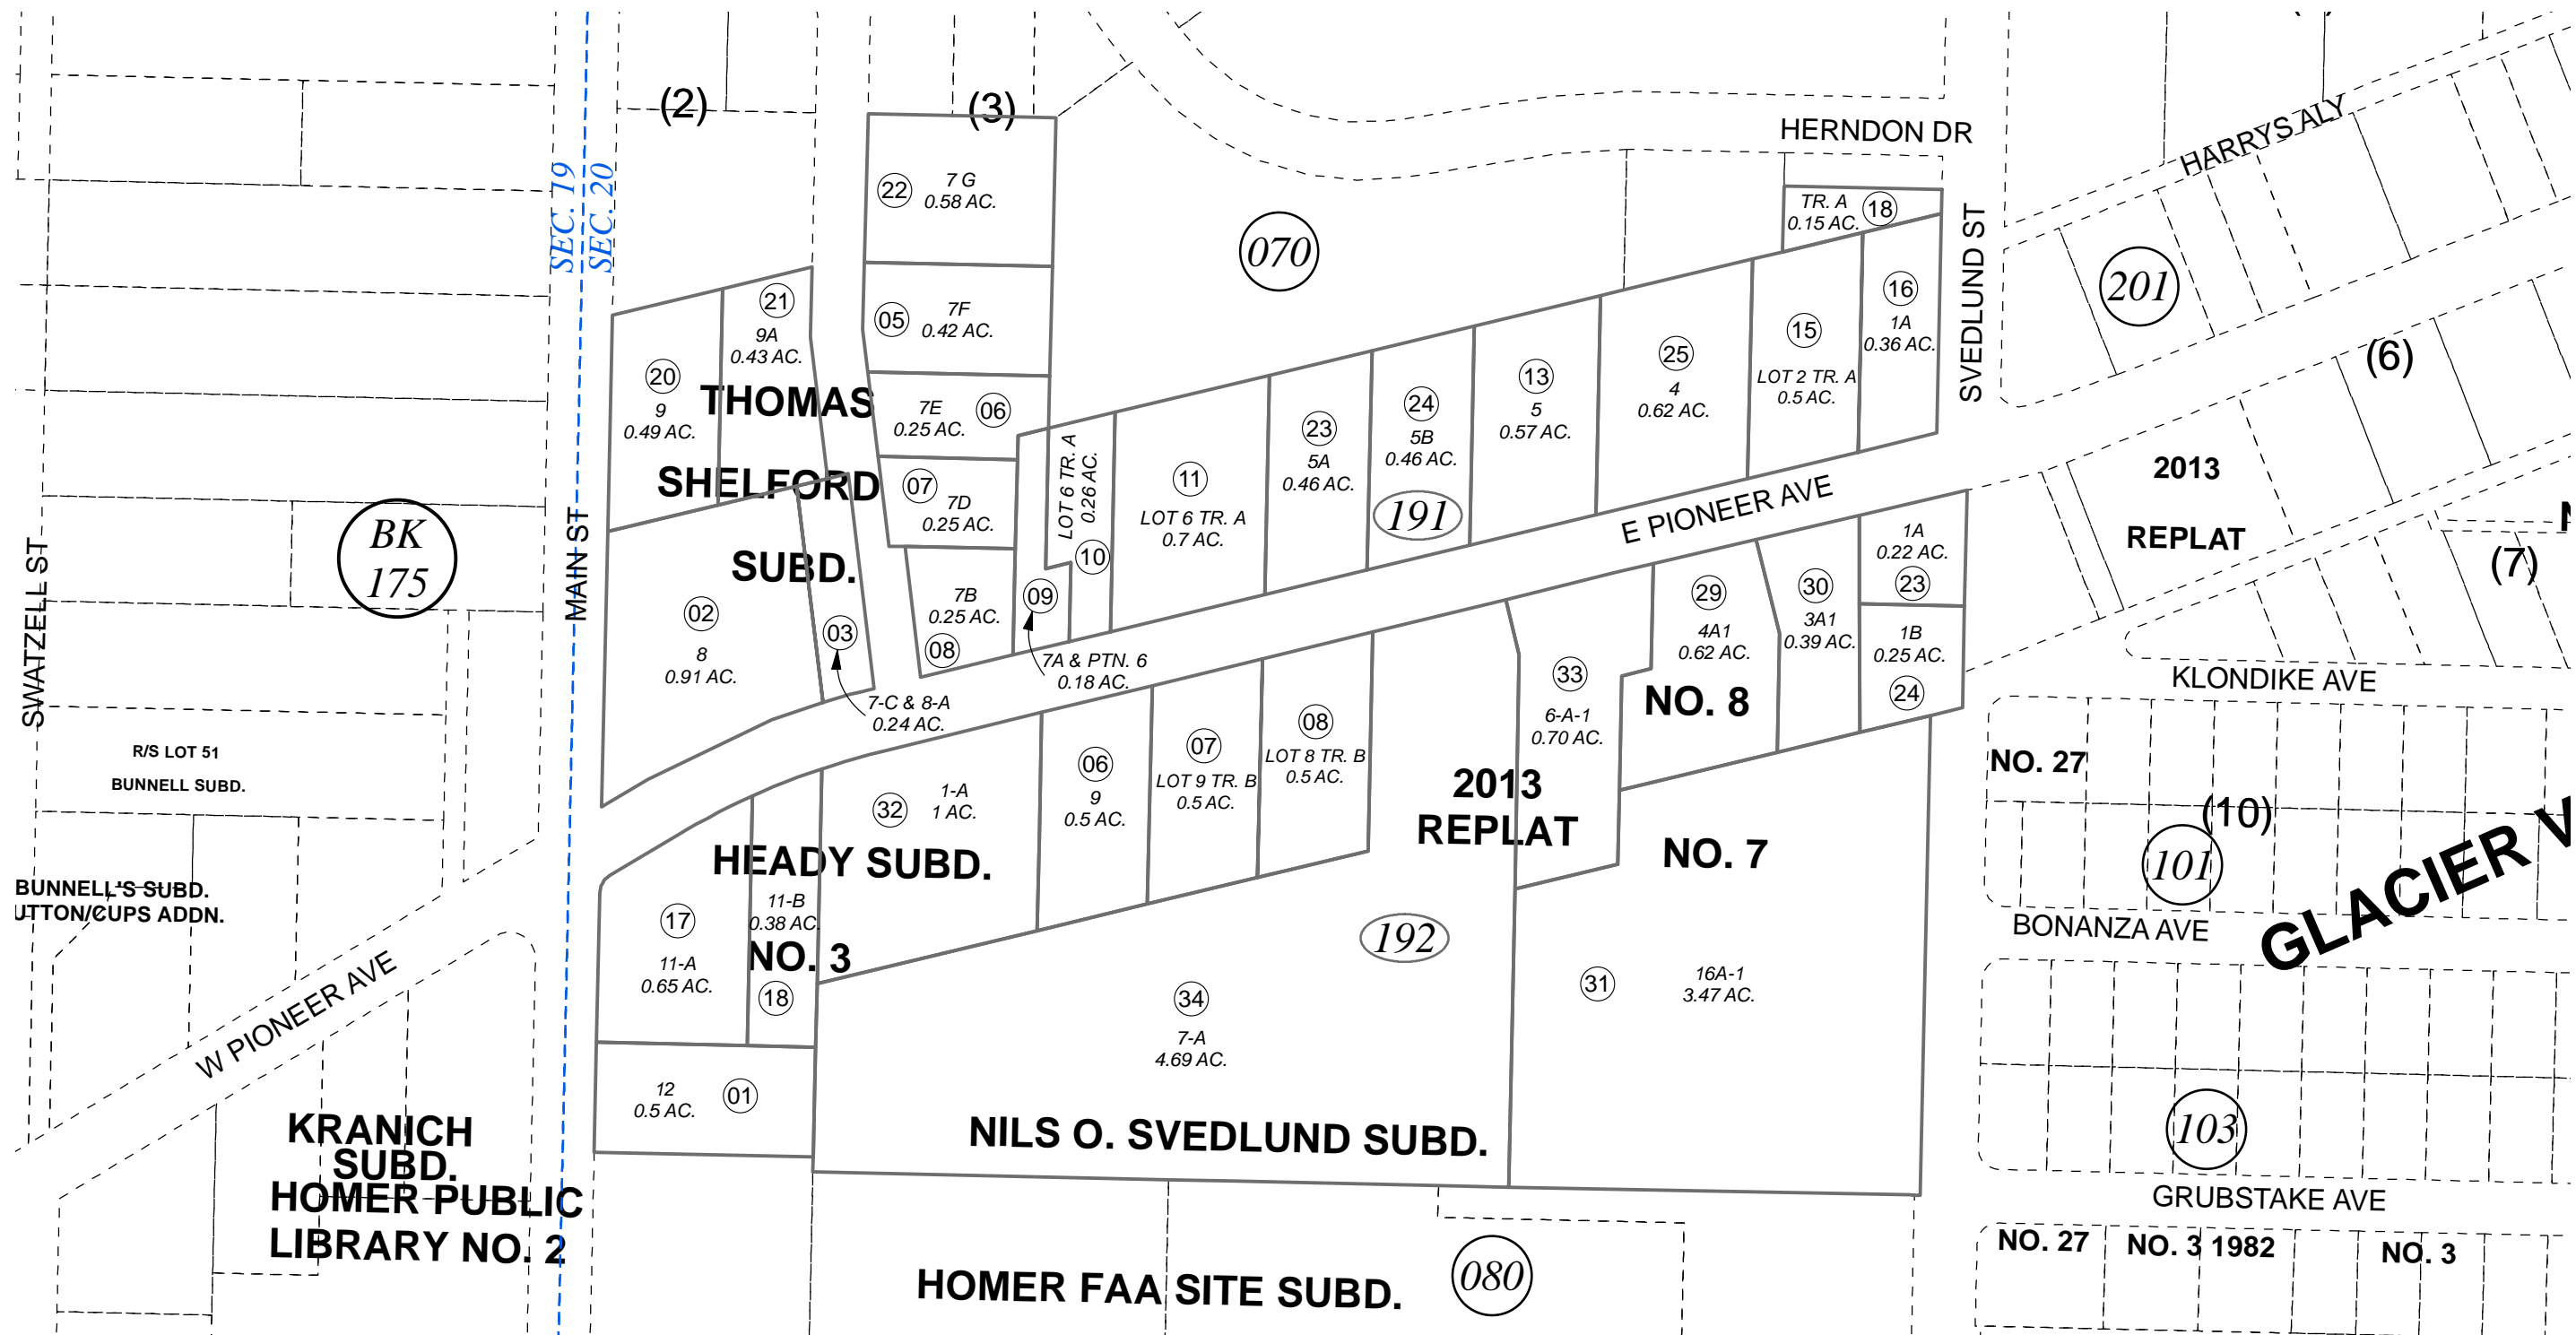 (2)
(3)
HERNDON DR
HARRYS ALY
SEC. 19
SEC. 20
22
7 G
0.58 AC.
070
TR. A
0.15 AC.
18
SVEDLUND ST
201
21
9A
0.43 AC.
05
7F
0.42 AC.
16
1A
0.36 AC.
15
LOT 2 TR. A
0.5 AC.
25
4
0.62 AC.
13
5
0.57 AC.
24
5B
0.46 AC.
23
5A
0.46 AC.
(6)
20
9
0.49 AC.
THOMAS
SHELFORD
SUBD.
7E
0.25 AC.
06
07
7D
0.25 AC.
LOT 6 TR. A
0.26 AC.
10
11
LOT 6 TR. A
0.7 AC.
191
E PIONEER AVE
2013
REPLAT
(7)
BK
175
MAIN ST
SWATZELL ST
02
8
0.91 AC.
03
7-C & 8-A
0.24 AC.
7B
0.25 AC.
08
09
7A & PTN. 6
0.18 AC.
1A
0.22 AC.
23
1B
0.25 AC.
24
30
3A1
0.39 AC.
29
4A1
0.62 AC.
NO. 8
33
6-A-1
0.70 AC.
KLONDIKE AVE
R/S LOT 51
BUNNELL SUBD.
32
1-A
1 AC.
06
9
0.5 AC.
07
LOT 9 TR. B
0.5 AC.
08
LOT 8 TR. B
0.5 AC.
2013
REPLAT
NO. 7
NO. 27
(10)
101
GLACIER V
BUNNELL'S SUBD.
UTTON/CUPS ADDN.
HEADY SUBD.
NO. 3
17
11-A
0.65 AC.
11-B
0.38 AC.
18
192
BONANZA AVE
W PIONEER AVE
34
7-A
4.69 AC.
31
16A-1
3.47 AC.
12
0.5 AC.
01
KRANICH
SUBD.
HOMER PUBLIC
LIBRARY NO. 2
NILS O. SVEDLUND SUBD.
103
GRUBSTAKE AVE
HOMER FAA SITE SUBD.
080
NO. 27
NO. 3 1982
NO. 3